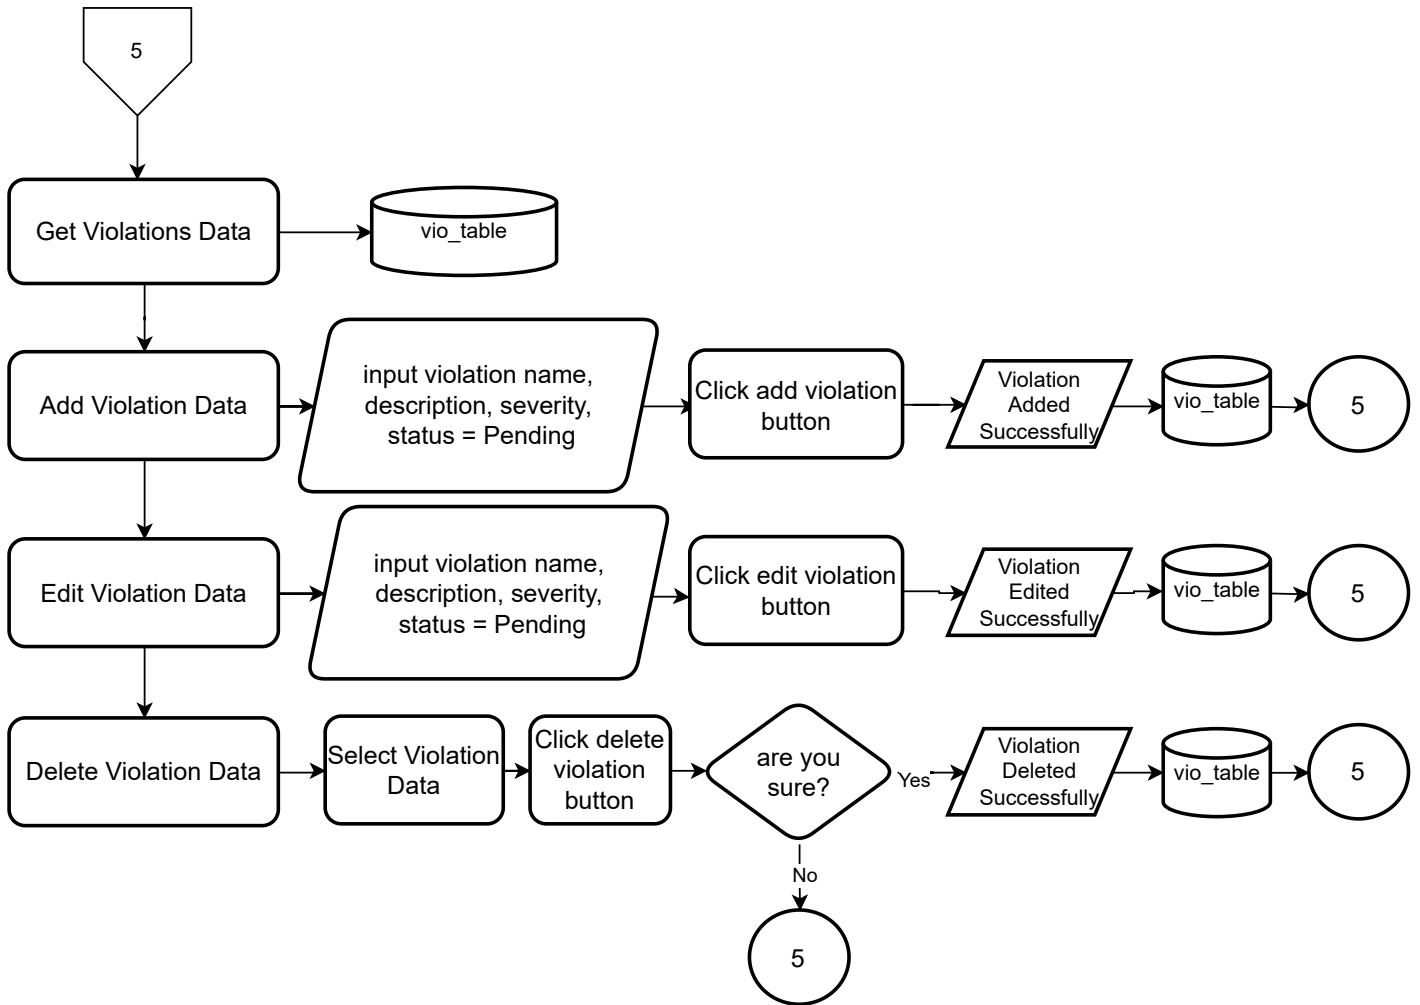 5
Get Violations Data
vio_table
Add Violation Data
input violation name,
description, severity,
status = Pending
Click add violation
button
Violation
Added
Successfully
vio_table
5
Edit Violation Data
input violation name,
description, severity,
status = Pending
Click edit violation
button
Violation
Edited
Successfully
vio_table
5
Delete Violation Data
Select Violation
Data
Click delete
violation
button
are you
sure?
Yes
Violation
Deleted
Successfully
vio_table
5
No
5